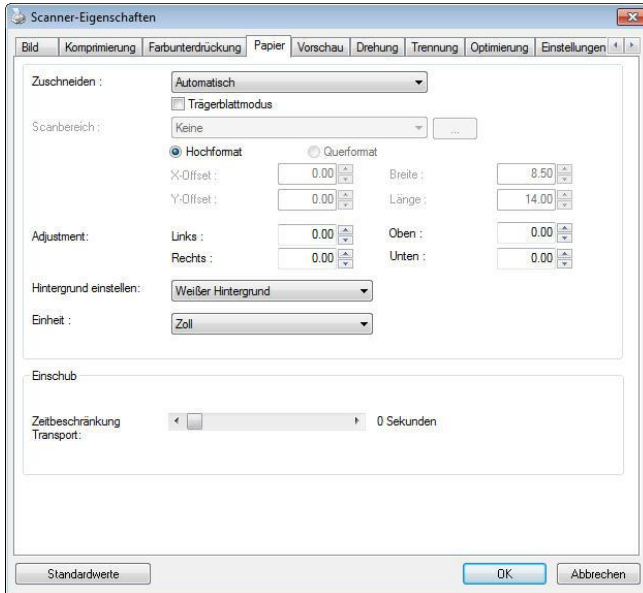 Scanner-Eigenschaften
Bild Komprimierung Farbunterdrückung Papier Vorschau Drehung Trennung Optimierung Einstellungen
Zuschneiden : Automatisch
Trägerblattmodus
Scanbereich : Keine ...
Hochformat Querformat
X-Offset : 0.00 Breite : 8.50
Y-Offset : 0.00 Länge : 14.00
Adjustment: Links : 0.00 Oben : 0.00
Rechts : 0.00 Unten : 0.00
Hintergrund einstellen: Weißer Hintergrund
Einheit : Zoll
Einschub
Zeitbeschränkung
Transport: 0 Sekunden
Standardwerte OK Abbrechen